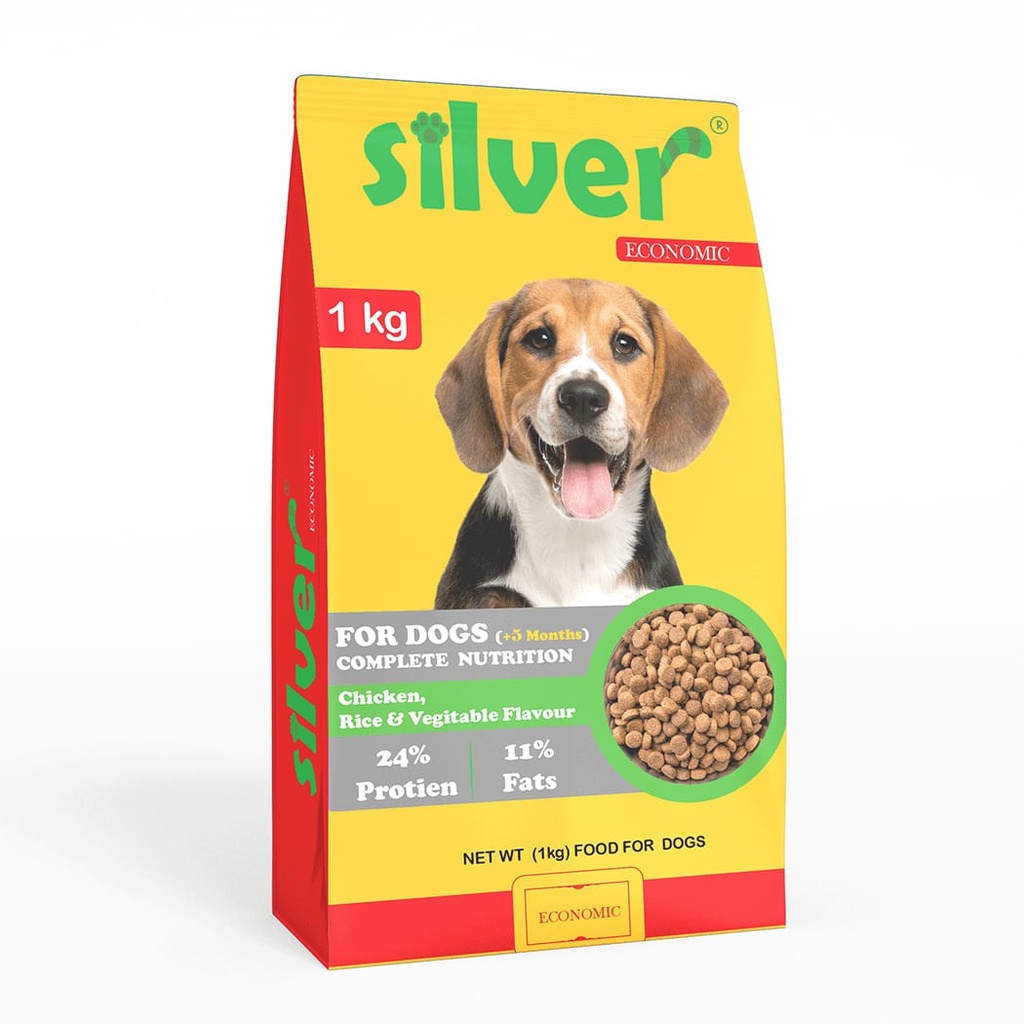 silver®
ECONOMIC
1 kg
FOR DOGS (+3 Months)
COMPLETE NUTRITION
Chicken,
Rice & Vegitable Flavour
24%
Protien
11%
Fats
NET WT (1kg) FOOD FOR DOGS
ECONOMIC
silver®
ECONOMIC